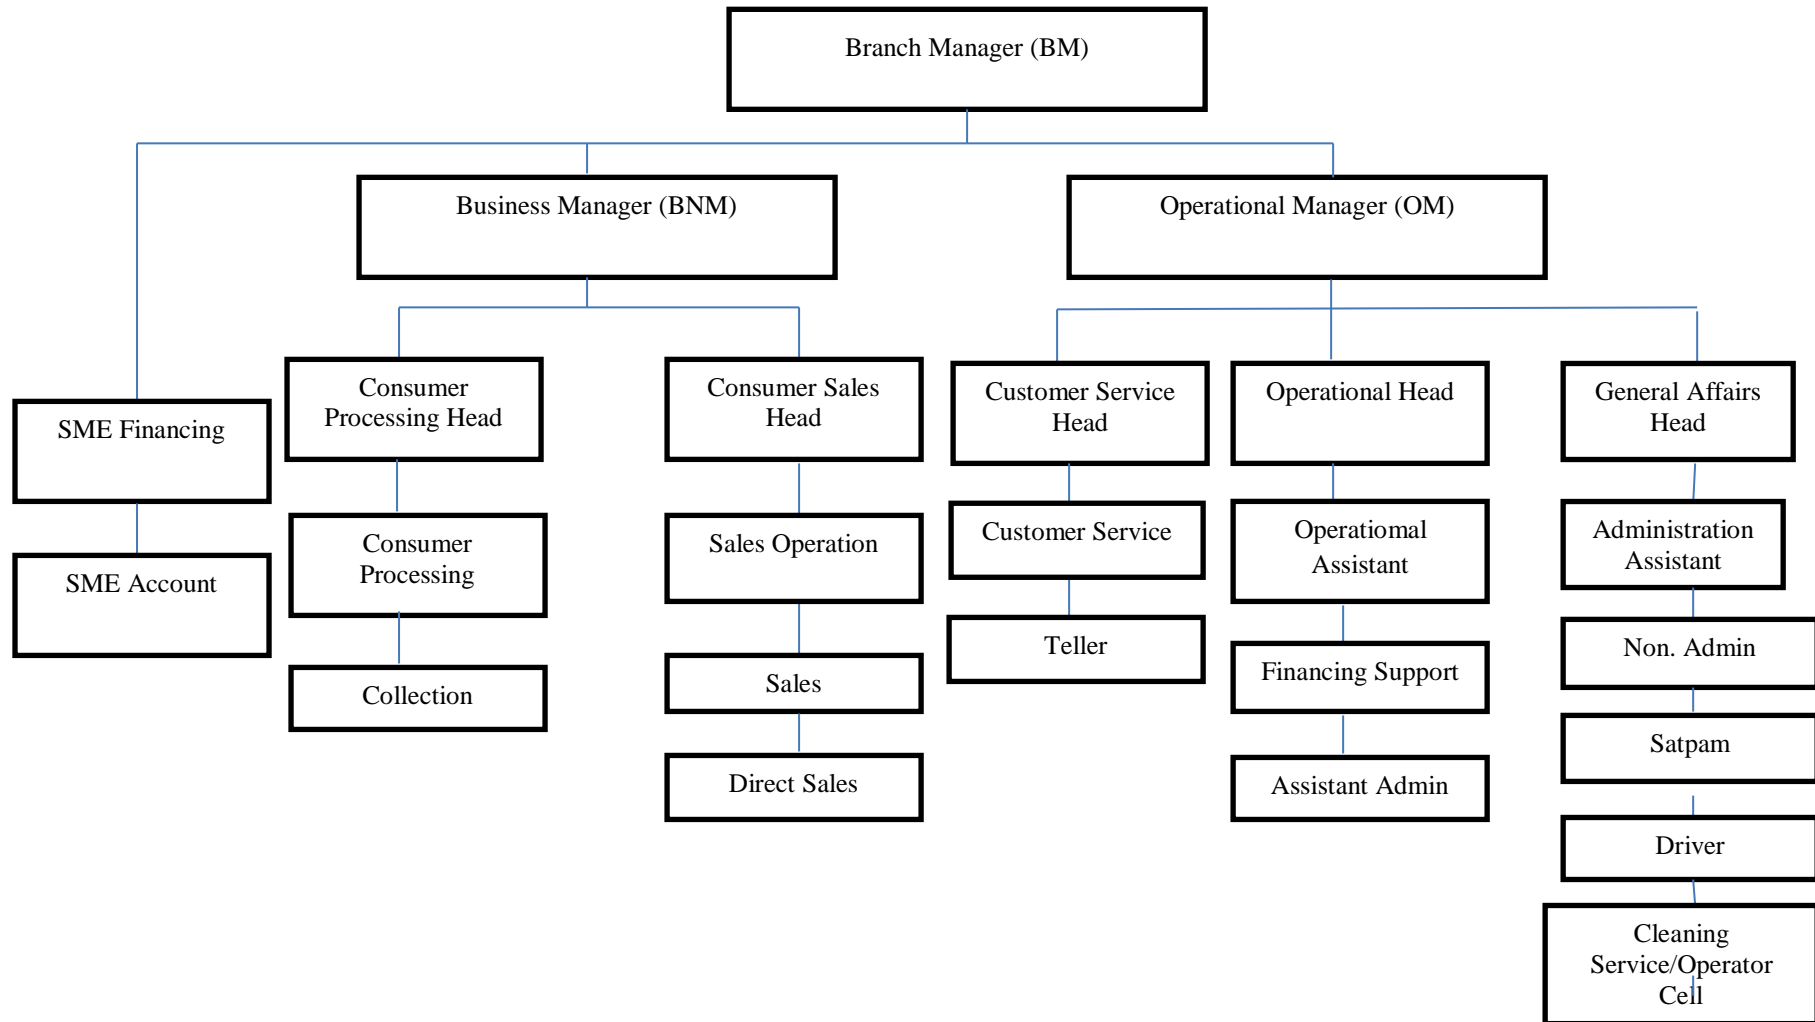 Branch Manager (BM)
Business Manager (BNM)
Operational Manager (OM)
SME Financing
SME Account
Consumer
Processing Head
Consumer
Processing
Collection
Consumer Sales
Head
Sales Operation
Sales
Direct Sales
Customer Service
Head
Customer Service
Teller
Operational Head
Operatiomal
Assistant
Financing Support
Assistant Admin
General Affairs
Head
Administration
Assistant
Non. Admin
Satpam
Driver
Cleaning
Service/Operator
Cell